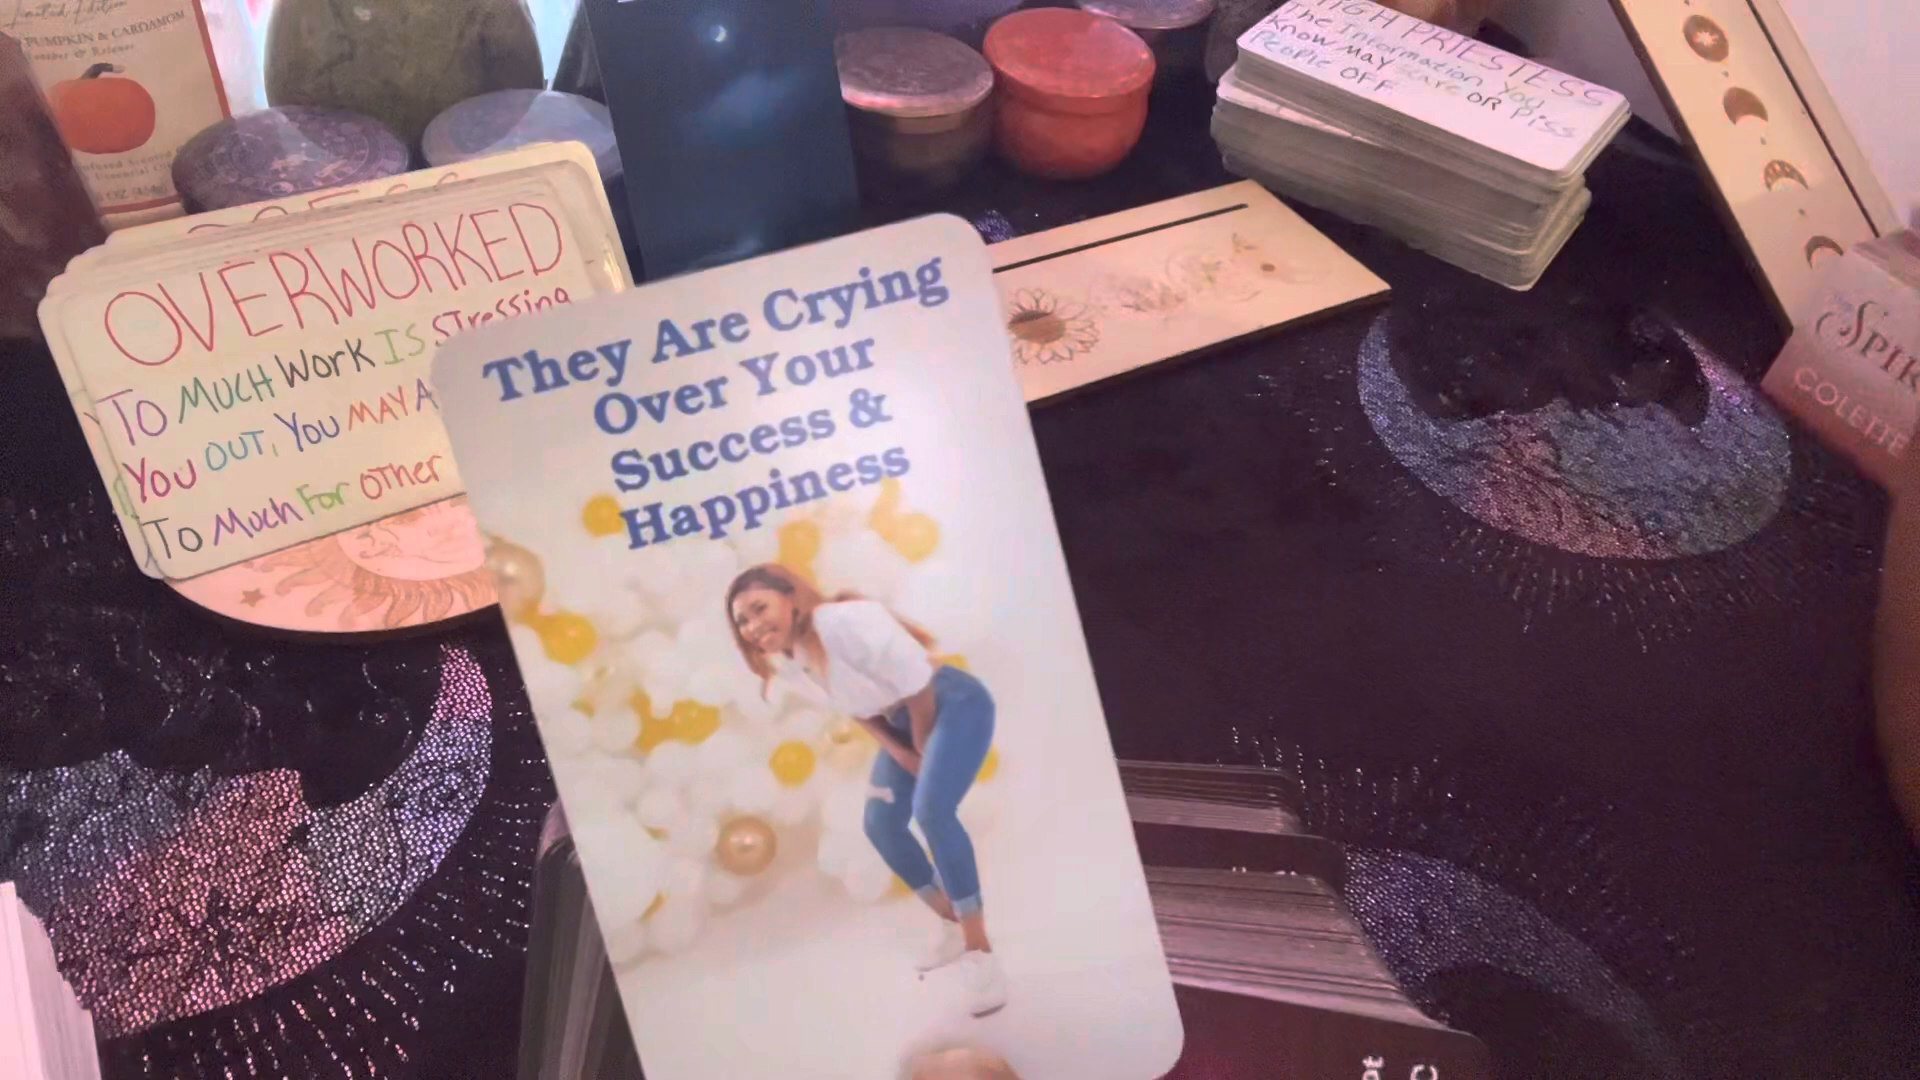 Limited Edition
PUMPKIN & CARDAMOM
OVERWORKED
TO MUCH WORK IS STressing
YOU OUT, YOU MAY A
TO MUCH For OTHER
They Are Crying
Over Your
Success &
Happiness
HIGH PRIESTESS
The Information You
Know MAY OR Piss
People OFF
SPIR
COLETTE